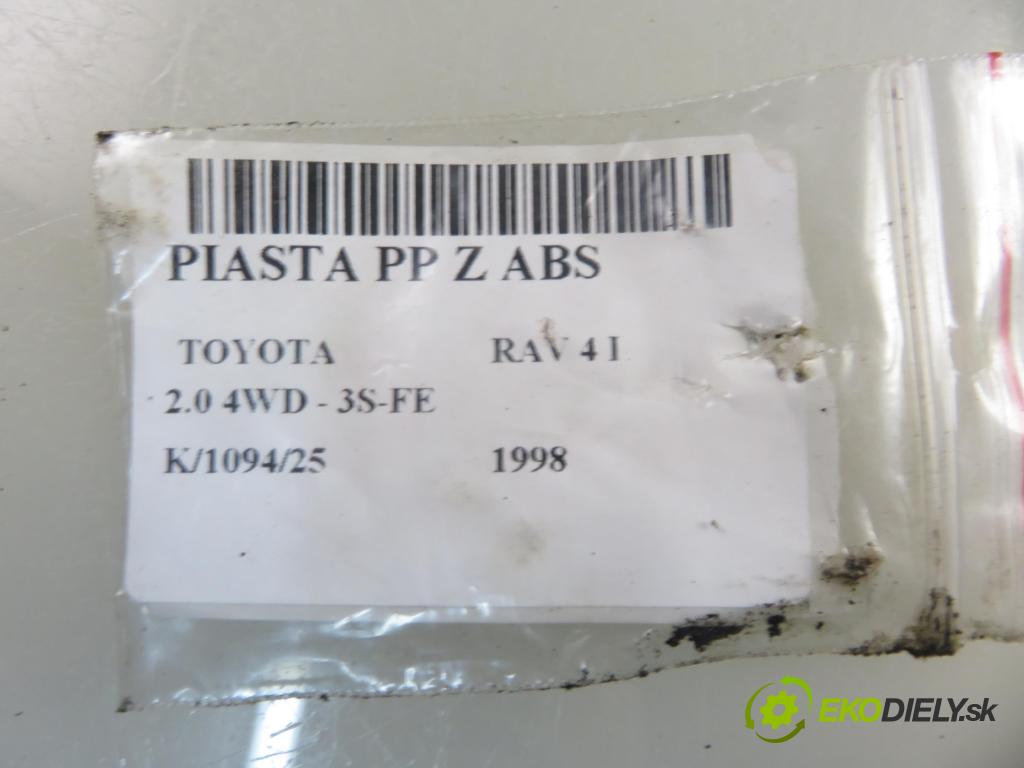 PIASTA PP Z ABS
TOYOTA RAV 4 I
2.0 4WD - 3S-FE
K/1094/25 1998
EKODIELY.sk